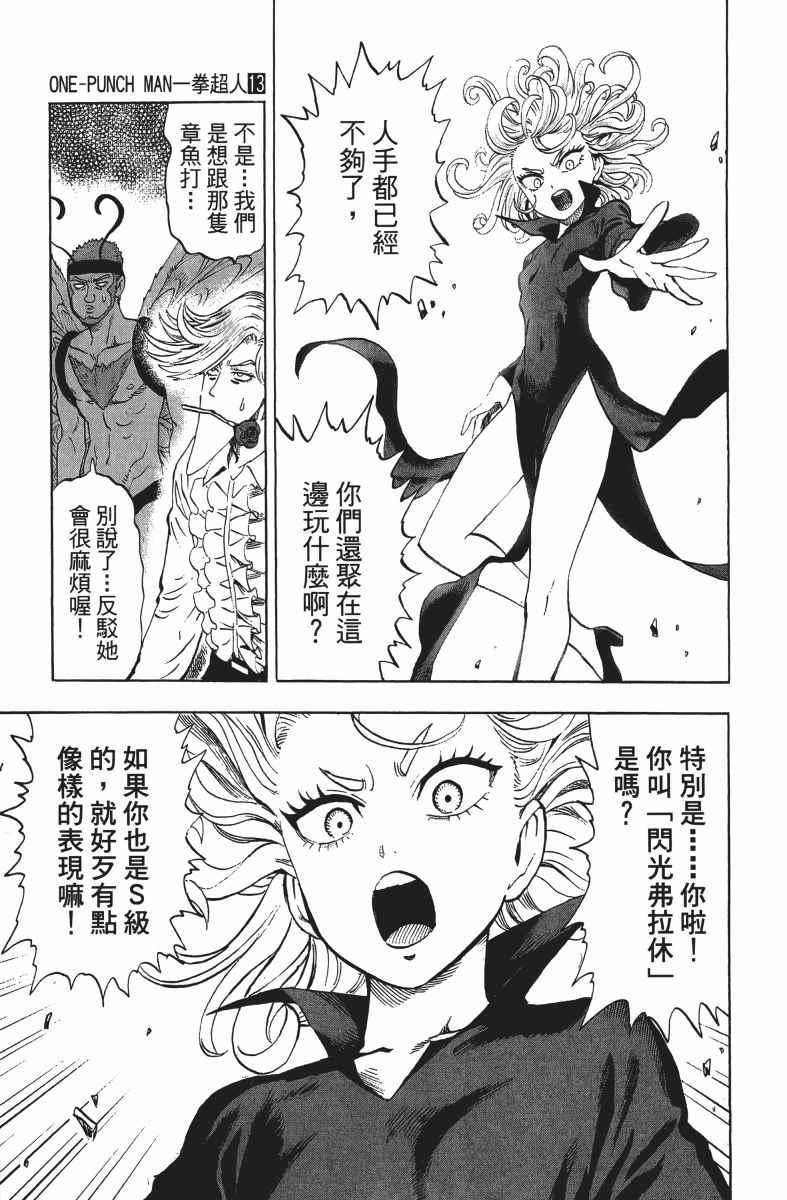 ONE-PUNCH MAN一拳超人13
人手都已經
不夠了，
你們還聚在這
邊玩什麼啊？
不是…我們
是想跟那隻
章魚打…
別說了…反駁她
會很麻煩喔！
特別是……你啦！
你叫「閃光弗拉休」
是嗎？
如果你也是Ｓ級
的，就好歹有點
像樣的表現嘛！